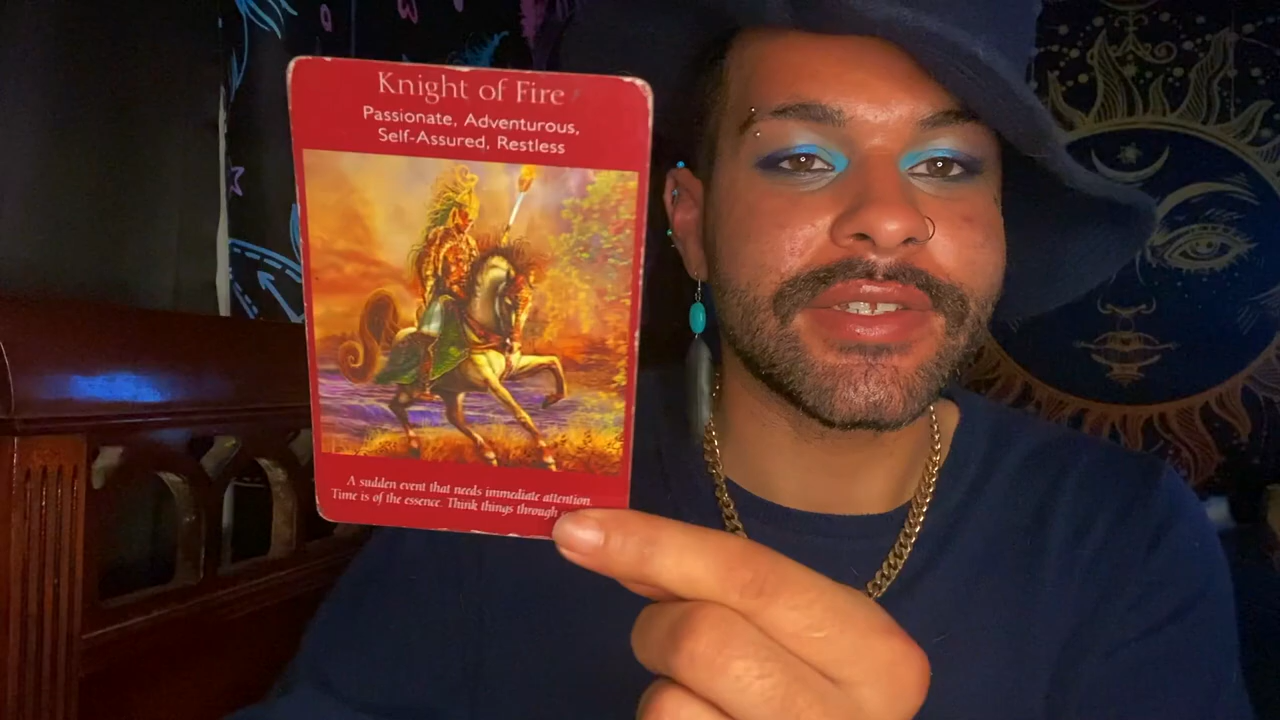 Knight of Fire
Passionate, Adventurous,
Self-Assured, Restless
A sudden event that needs immediate attention.
Time is of the essence. Think things through